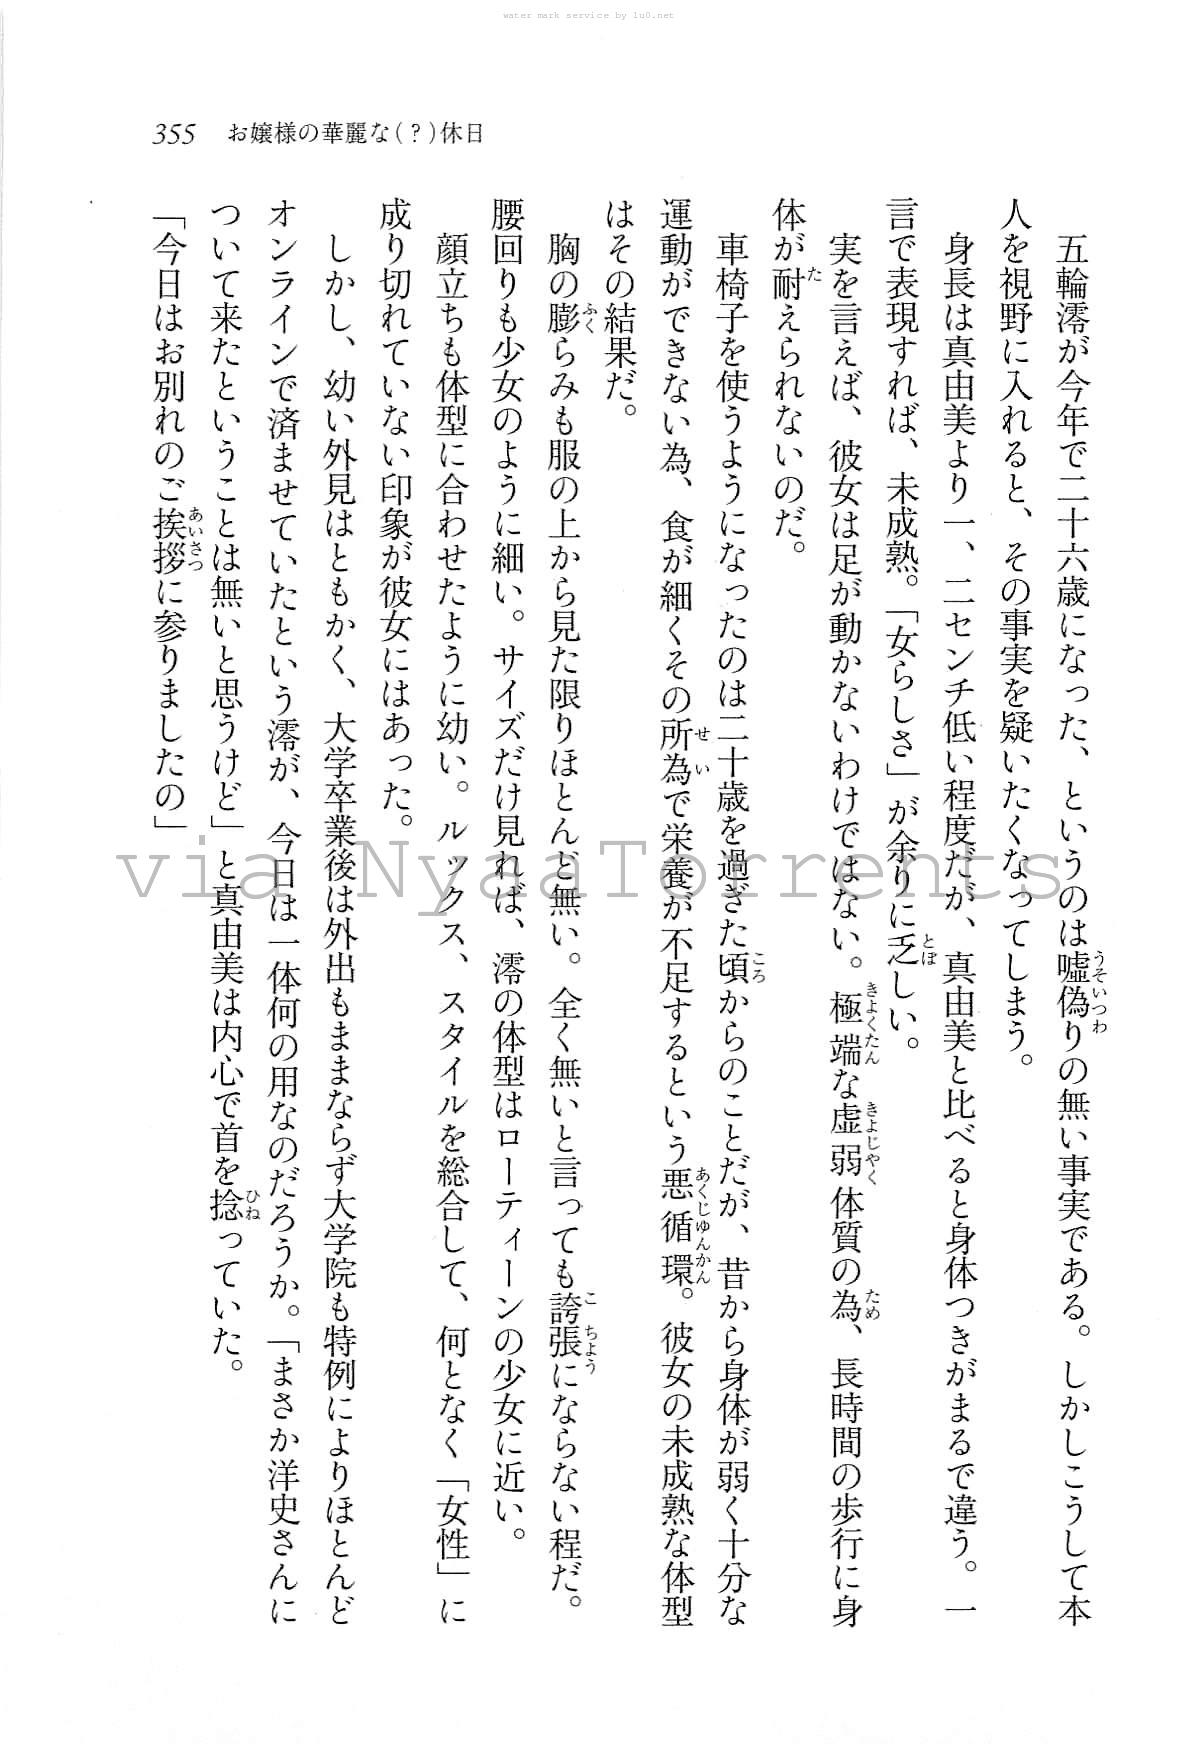 water mark service by lu0.net
355 お嬢様の華麗な(?)休日
五輪澪が今年で二十六歳になった、というのは嘘偽りの無い事実である。しかしこうして本
人を視野に入れると、その事実を疑いたくなってしまう。
身長は真由美より一、二センチ低い程度だが、真由美と比べると身体つきがまるで違う。一
言で表現すれば、未成熟。「女らしさ」が余りに乏しい。
実を言えば、彼女は足が動かないわけではない。極端な虚弱体質の為、長時間の歩行に身
体が耐えられないのだ。
車椅子を使うようになったのは二十歳を過ぎた頃からのことだが、昔から身体が弱く十分な
運動ができない為、食が細くその所為で栄養が不足するという悪循環。彼女の未成熟な体型
はその結果だ。
胸の膨らみも服の上から見た限りほとんど無い。全く無いと言っても誇張にならない程だ。
腰回りも少女のように細い。サイズだけ見れば、澪の体型はローティーンの少女に近い。
顔立ちも体型に合わせたように幼い。ルックス、スタイルを総合して、何となく「女性」に
成り切れていない印象が彼女にはあった。
しかし、幼い外見はともかく、大学卒業後は外出もままならず大学院も特例によりほとんど
オンラインで済ませていたという澪が、今日は一体何の用なのだろうか。「まさか洋史さんに
ついて来たということは無いと思うけど」と真由美は内心で首を捻っていた。
「今日はお別れのご挨拶に参りましたの」
via NyaaTorrents